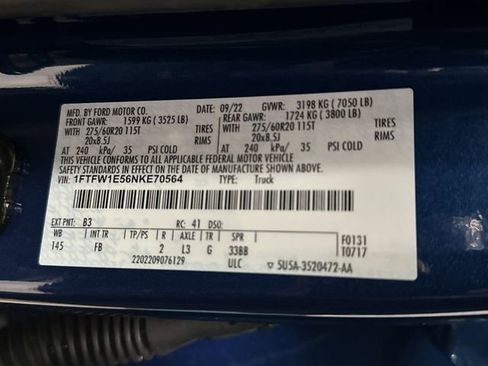 MFD. BY FORD MOTOR CO. 09/22 GVWR: 3198 KG ( 7050 LB)
FRONT GAWR: 1599 KG ( 3525 LB) REAR GAWR: 1724 KG ( 3800 LB)
WITH 275/60R20 115T TIRES WITH 275/60R20 115T TIRES
20x8.5J RIMS 20x8.5J RIMS
AT 240 kPa/ 35 PSI COLD AT 240 kPa/ 35 PSI COLD
THIS VEHICLE CONFORMS TO ALL APPLICABLE FEDERAL MOTOR VEHICLE
SAFETY STANDARDS IN EFFECT ON THE DATE OF MANUFACTURE SHOWN ABOVE.
VIN: 1FTFW1E56NKE70564 TYPE: Truck
EXT PNT: B3 RC: 41 DSO:
WB INT TR TP/PS R AXLE TR SPR F0131
145 FB 2 L3 G 33BB T0717
2202209076129 ULC 5U5A-3520472-AA